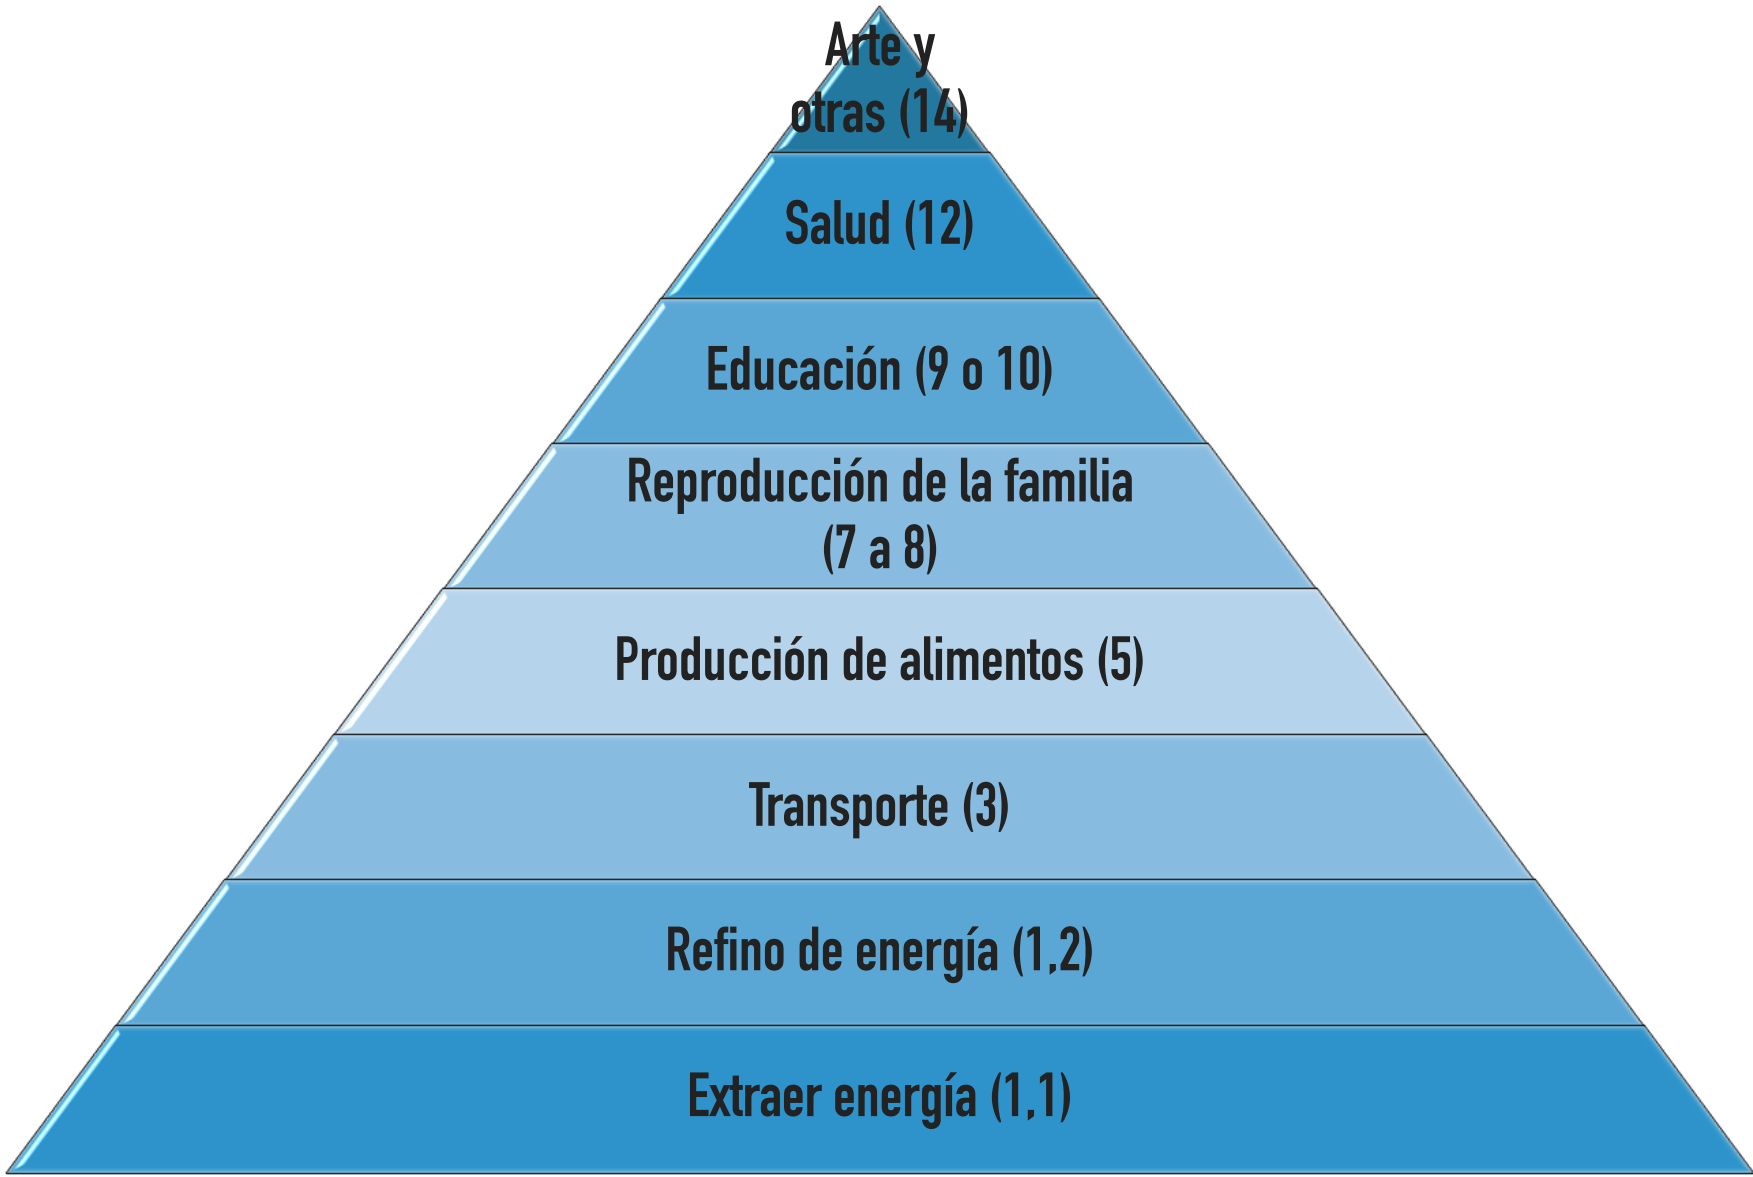 Arte y
otras (14)
Salud (12)
Educación (9 o 10)
Reproducción de la familia
(7 a 8)
Producción de alimentos (5)
Transporte (3)
Refino de energía (1,2)
Extraer energía (1,1)